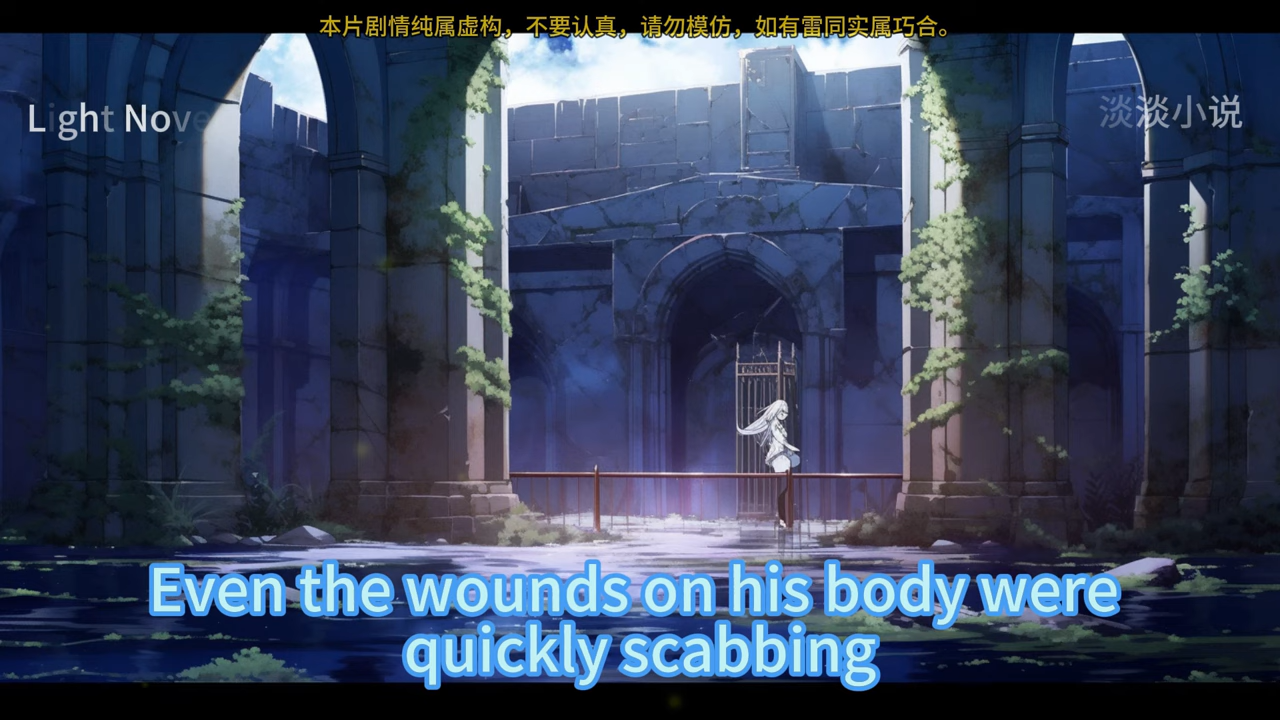 本片剧情纯属虚构，不要认真，请勿模仿，如有雷同实属巧合。
Light Nove
淡淡小说
Even the wounds on his body were
quickly scabbing